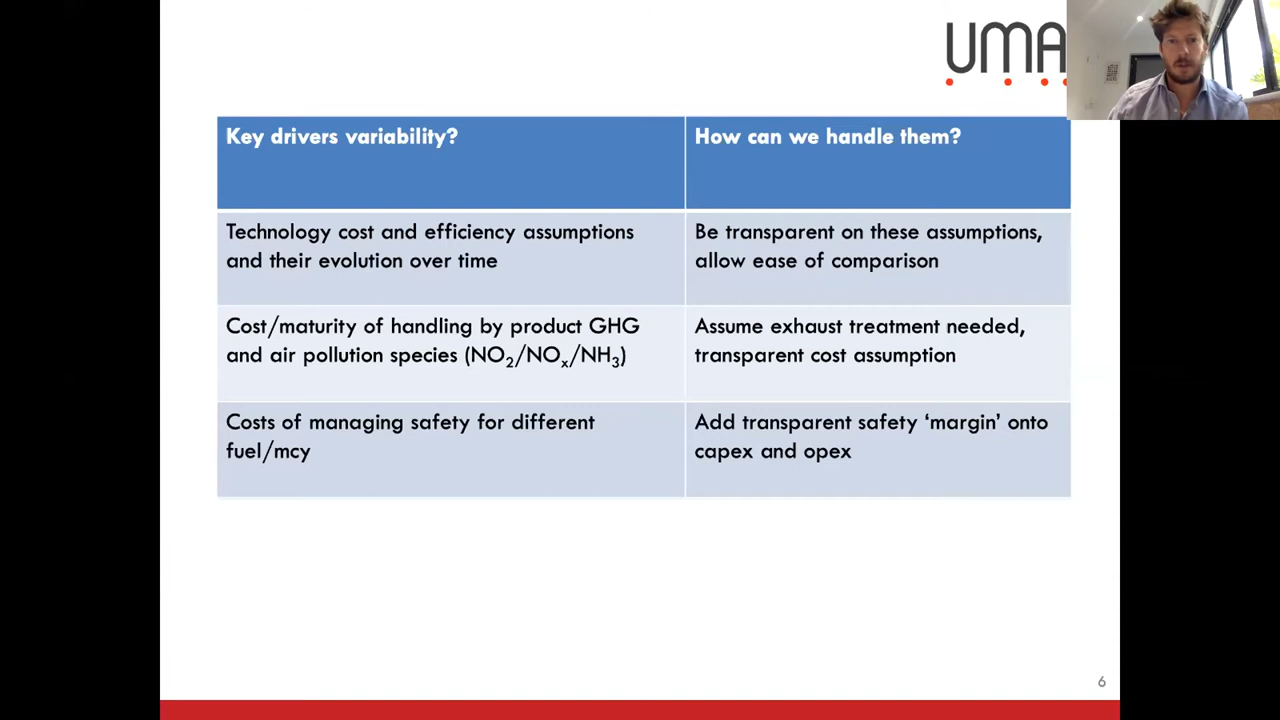 UMA
Key drivers variability?
How can we handle them?
Technology cost and efficiency assumptions
and their evolution over time
Be transparent on these assumptions,
allow ease of comparison
Cost/maturity of handling by product GHG
and air pollution species (NO₂/NOₓ/NH₃)
Assume exhaust treatment needed,
transparent cost assumption
Costs of managing safety for different
fuel/mcy
Add transparent safety ‘margin’ onto
capex and opex
6